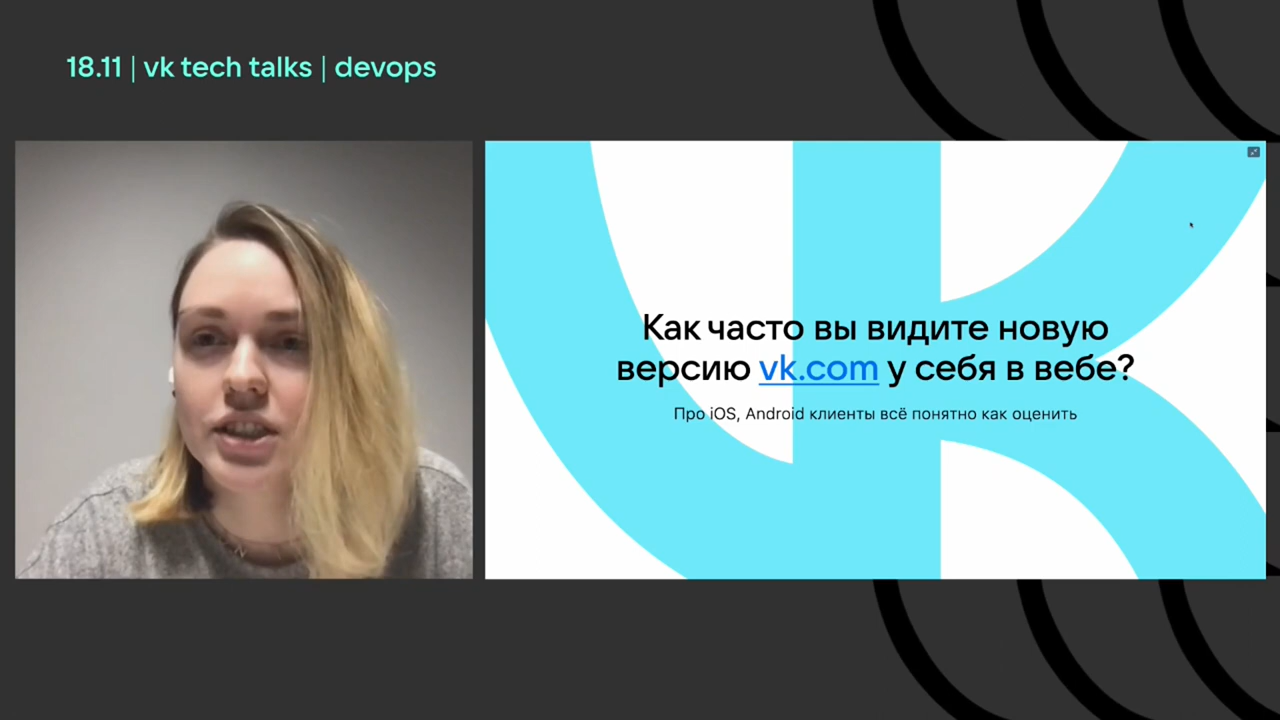 18.11 | vk tech talks | devops
Как часто вы видите новую
версию vk.com у себя в вебе?
Про iOS, Android клиенты всё понятно как оценить